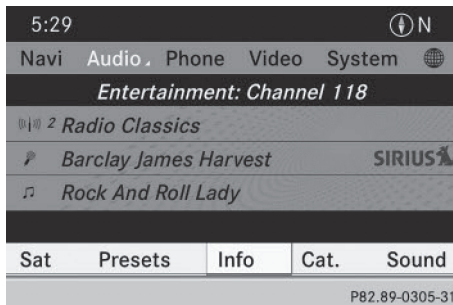 5:29 N
Navi Audio Phone Video System
Entertainment: Channel 118
2 Radio Classics
Barclay James Harvest SIRIUS
Rock And Roll Lady
Sat Presets Info Cat. Sound
P82.89-0305-31